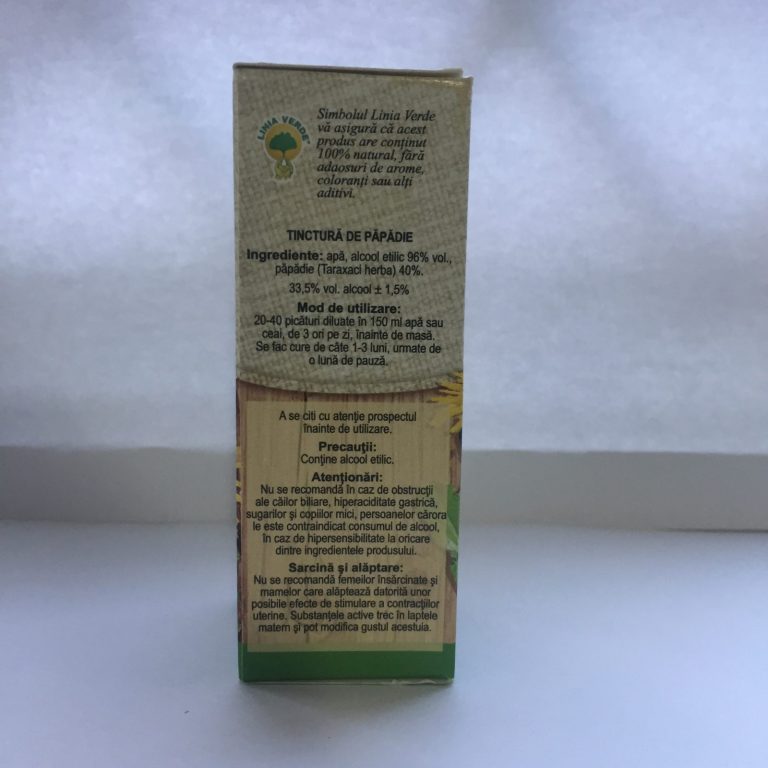 LINIA VERDE
Simbolul Linia Verde
vă asigură că acest
produs are conținut
100% natural, fără
adaosuri de arome,
coloranți sau alți
aditivi.
TINCTURĂ DE PĂPĂDIE
Ingrediente: apă, alcool etilic 96% vol.,
păpădie (Taraxaci herba) 40%.
33,5% vol. alcool ± 1,5%
Mod de utilizare:
20-40 picături diluate în 150 ml apă sau
ceai, de 3 ori pe zi, înainte de masă.
Se fac cure de câte 1-3 luni, urmate de
o lună de pauză.
A se citi cu atenție prospectul
înainte de utilizare.
Precauții:
Conține alcool etilic.
Atenționări:
Nu se recomandă în caz de obstrucții
ale căilor biliare, hiperaciditate gastrică,
sugarilor și copiilor mici, persoanelor cărora
le este contraindicat consumul de alcool,
în caz de hipersensibilitate la oricare
dintre ingredientele produsului.
Sarcină și alăptare:
Nu se recomandă femeilor însărcinate și
mamelor care alăptează datorită unor
posibile efecte de stimulare a contracțiilor
uterine. Substanțele active trec în laptele
matern și pot modifica gustul acestuia.